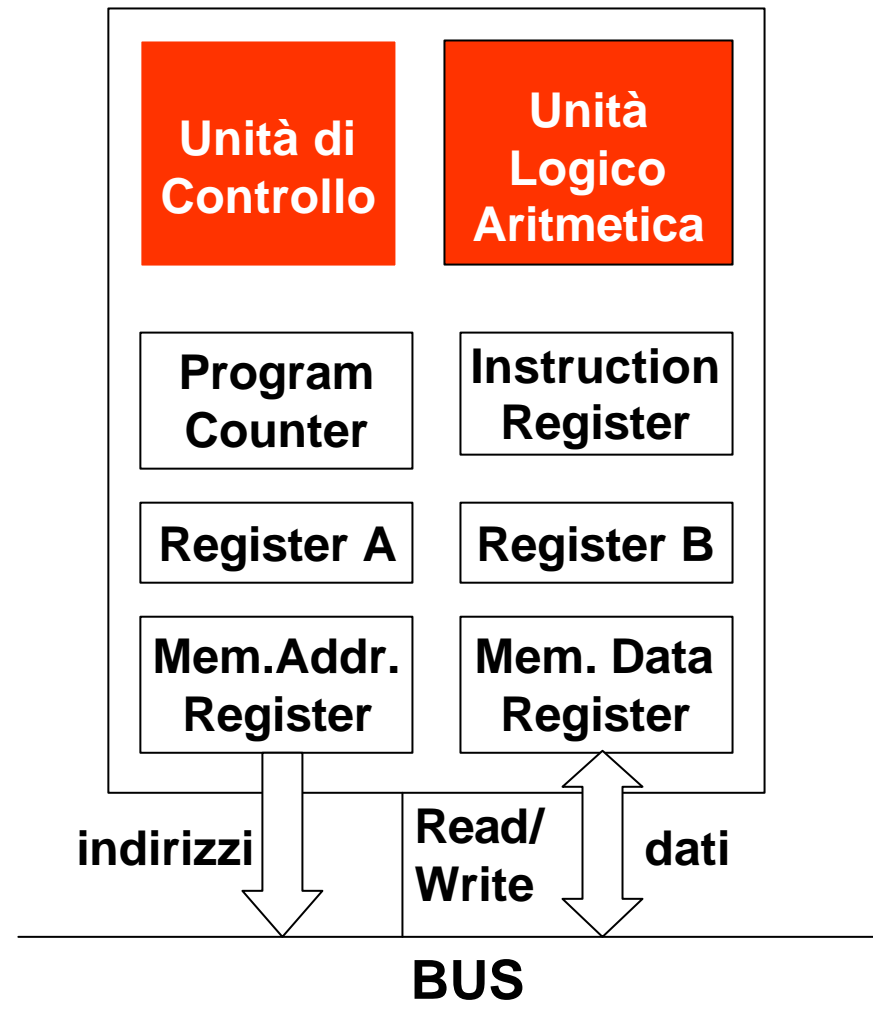 Unità di
Controllo
Unità
Logico
Aritmetica
Program
Counter
Instruction
Register
Register A
Register B
Mem.Addr.
Register
Mem. Data
Register
indirizzi
Read/
Write
dati
BUS